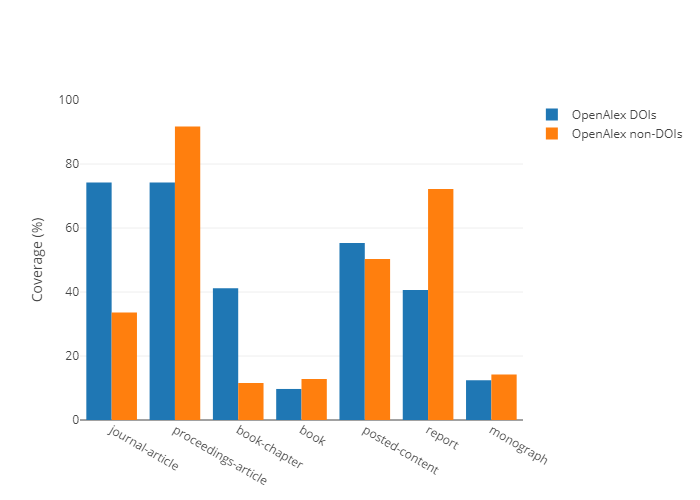 100
80
60
40
20
0
Coverage (%)
journal-article
proceedings-article
book-chapter
book
posted-content
report
monograph
OpenAlex DOIs
OpenAlex non-DOIs